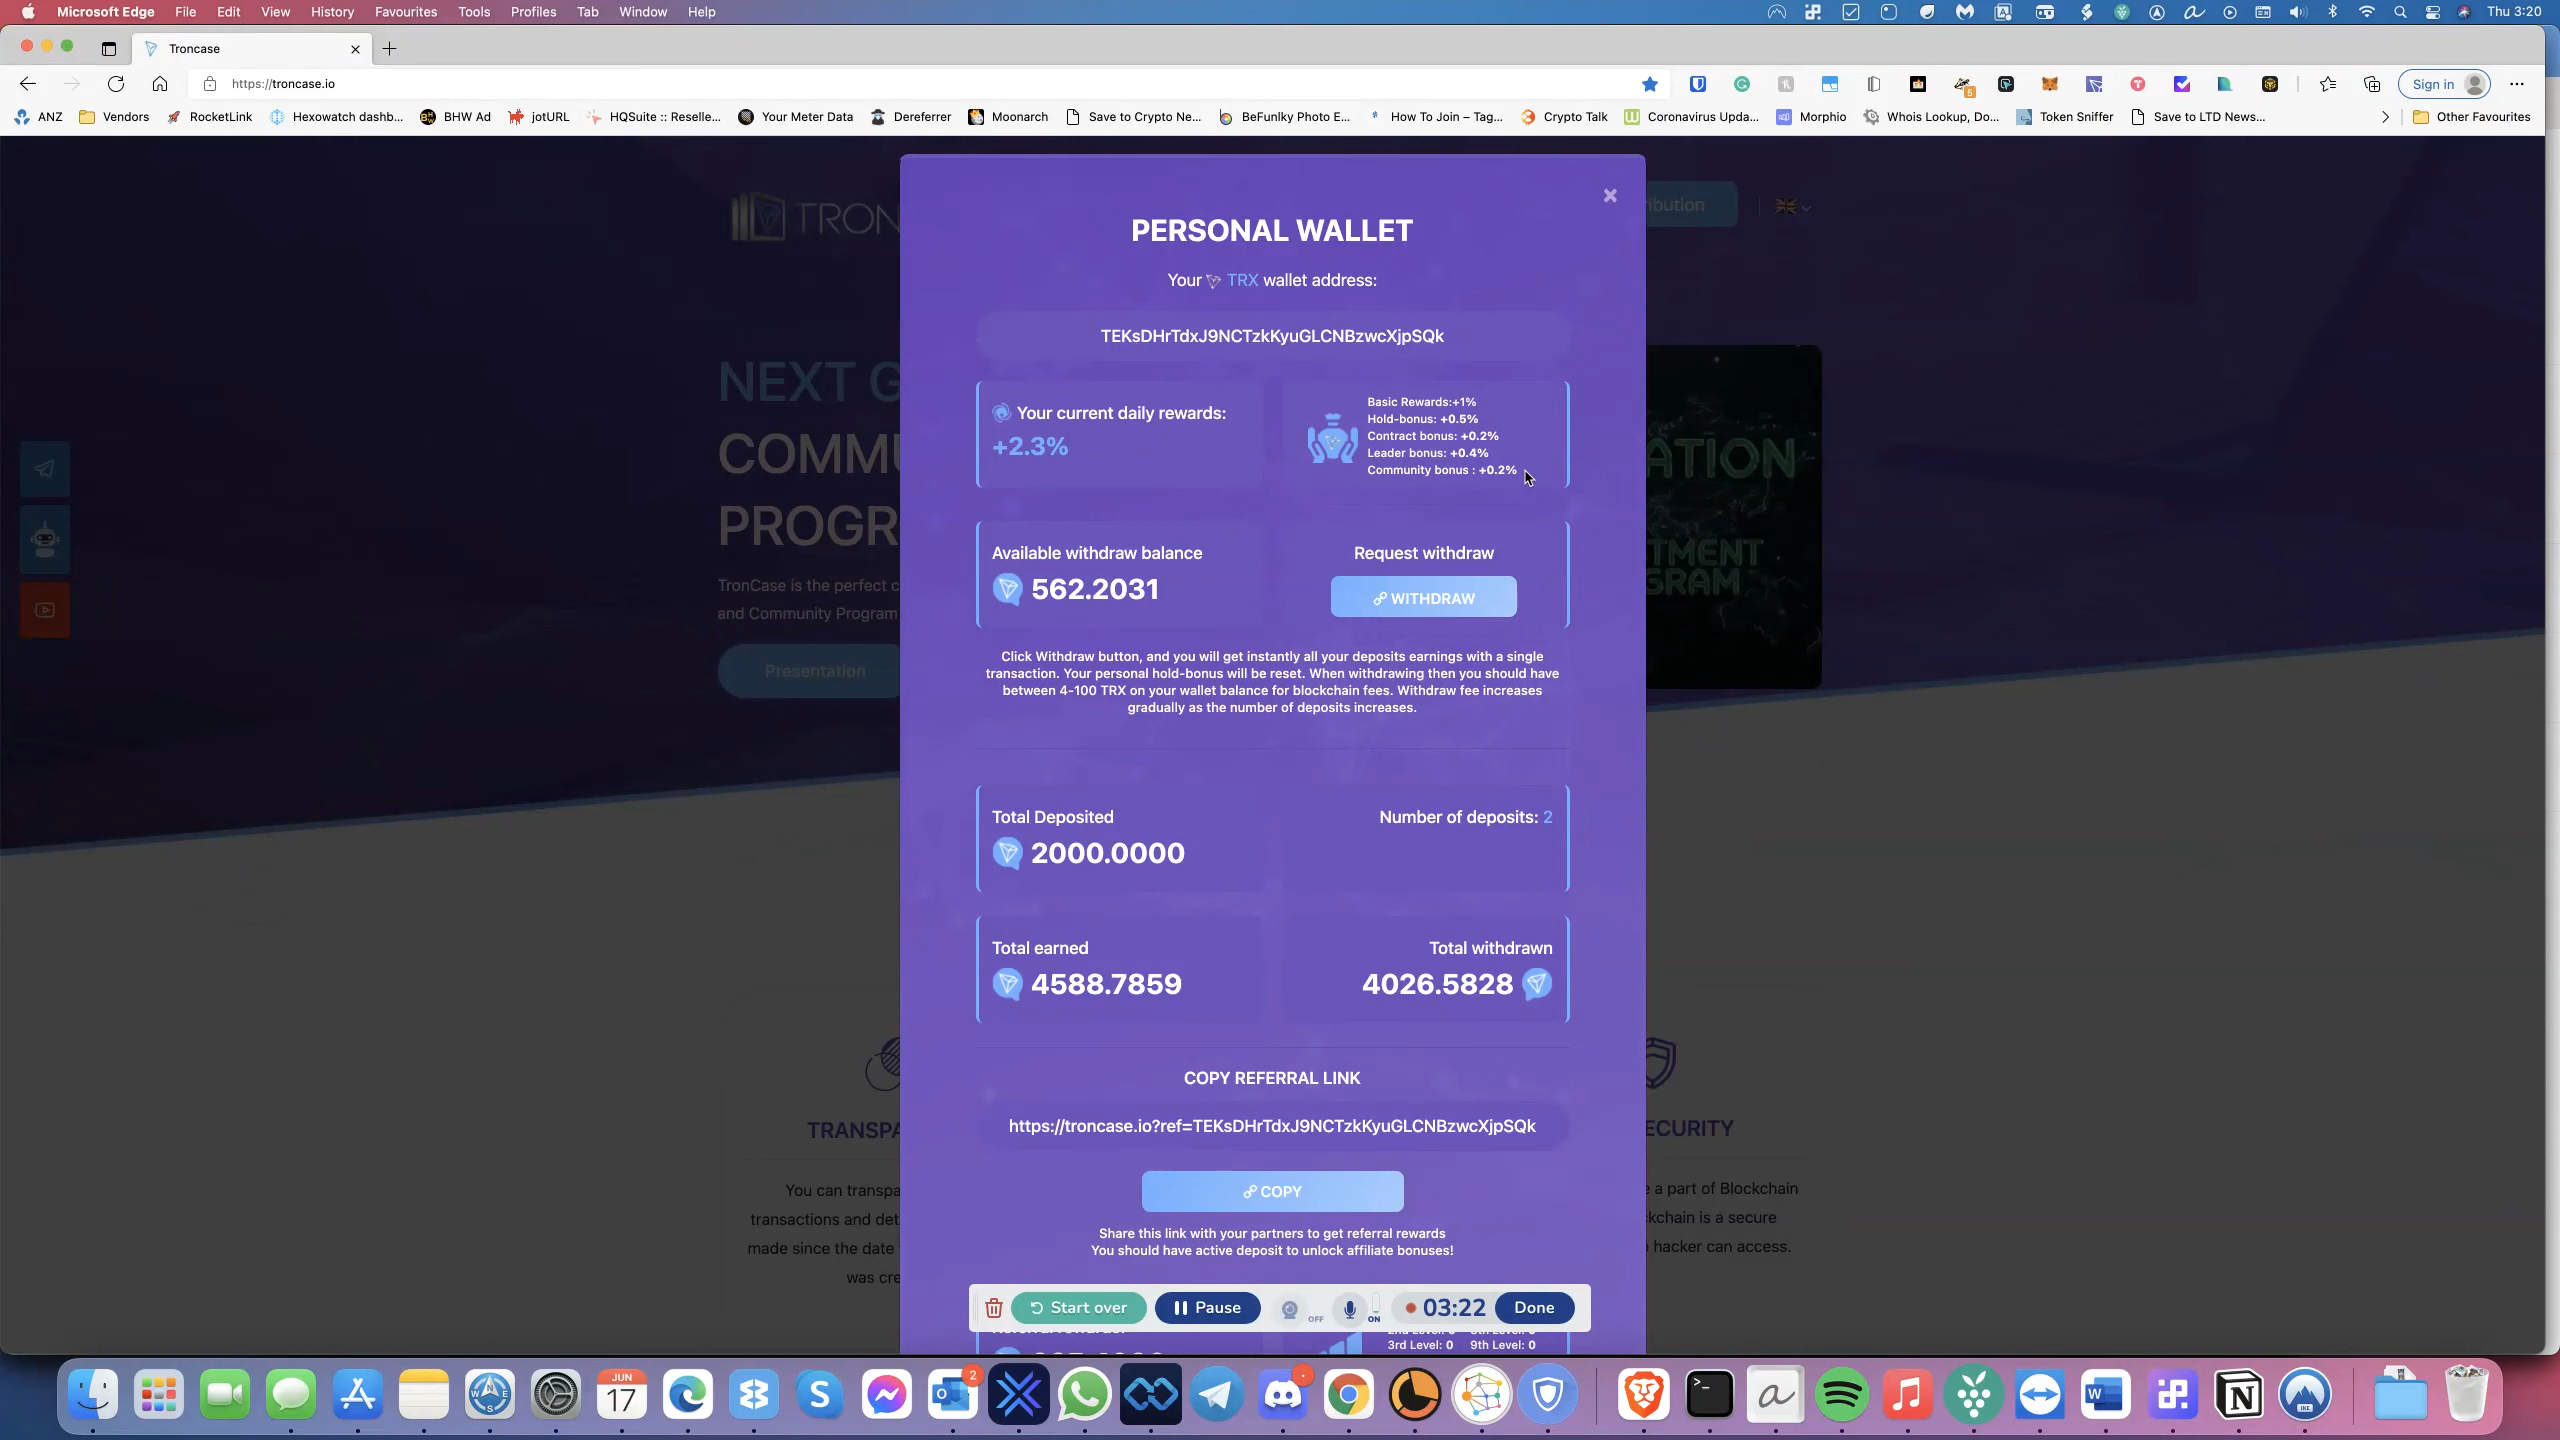 Microsoft Edge File Edit View History Favourites Tools Profiles Tab Window Help Thu 3:20
Troncase
https://troncase.io
Sign in
ANZ Vendors RocketLink Hexowatch dashb... BHW Ad jotURL HQSuite :: Reselle... Your Meter Data Dereferrer Moonarch Save to Crypto Ne... BeFunlky Photo E... How To Join – Tag... Crypto Talk Coronavirus Upda... Morphio Whois Lookup, Do... Token Sniffer Save to LTD News... Other Favourites
TRON
ibution
PERSONAL WALLET
Your TRX wallet address:
TEKsDHrTdxJ9NCTzkKyuGLCNBzwcXjpSQk
NEXT G
COMMU
PROGR
TronCase is the perfect c
and Community Program
Presentation
ATION
TMENT
GRAM
Your current daily rewards:
+2.3%
Basic Rewards:+1%
Hold-bonus: +0.5%
Contract bonus: +0.2%
Leader bonus: +0.4%
Community bonus : +0.2%
Available withdraw balance
562.2031
Request withdraw
WITHDRAW
Click Withdraw button, and you will get instantly all your deposits earnings with a single
transaction. Your personal hold-bonus will be reset. When withdrawing then you should have
between 4-100 TRX on your wallet balance for blockchain fees. Withdraw fee increases
gradually as the number of deposits increases.
Total Deposited
2000.0000
Number of deposits: 2
Total earned
4588.7859
Total withdrawn
4026.5828
COPY REFERRAL LINK
https://troncase.io?ref=TEKsDHrTdxJ9NCTzkKyuGLCNBzwcXjpSQk
COPY
Share this link with your partners to get referral rewards
You should have active deposit to unlock affiliate bonuses!
TRANSPA
You can transpa
transactions and det
made since the date
was cre
ECURITY
e a part of Blockchain
kchain is a secure
hacker can access.
Start over Pause OFF ON 03:22 Done
3rd Level: 0 9th Level: 0
JUN
17
2